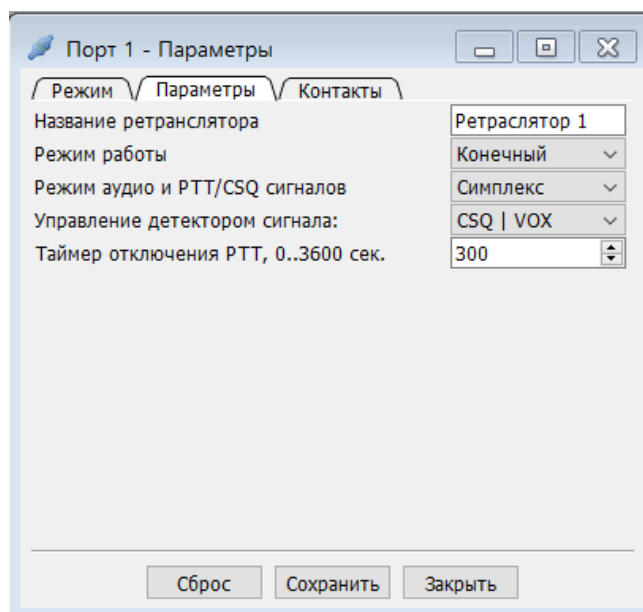 Порт 1 - Параметры
Режим Параметры Контакты
Название ретранслятора Ретраслятор 1
Режим работы Конечный
Режим аудио и PTT/CSQ сигналов Симплекс
Управление детектором сигнала: CSQ | VOX
Таймер отключения PTT, 0..3600 сек. 300
Сброс Сохранить Закрыть